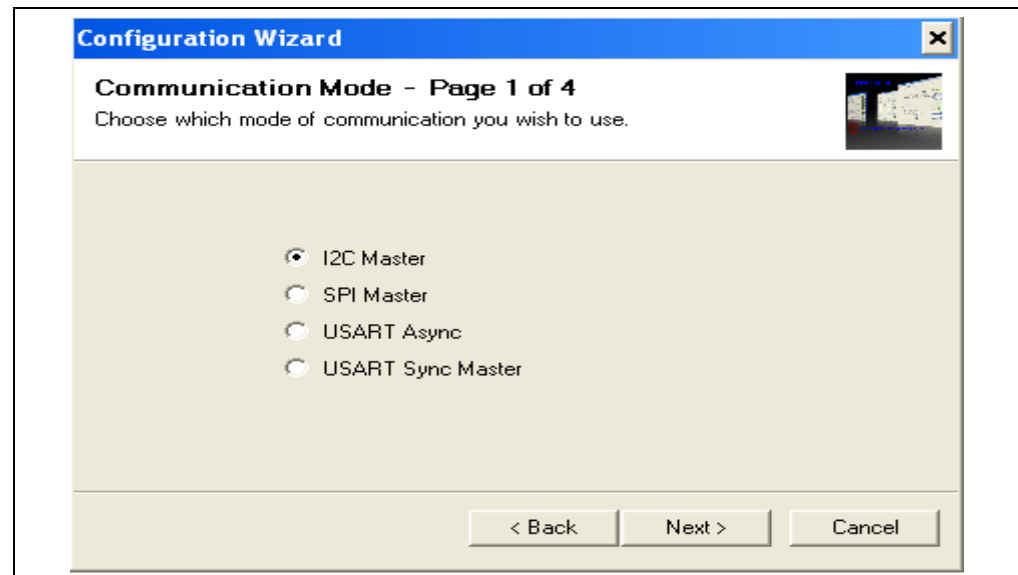 Configuration Wizard
Communication Mode - Page 1 of 4
Choose which mode of communication you wish to use.
I2C Master
SPI Master
USART Async
USART Sync Master
< Back Next > Cancel